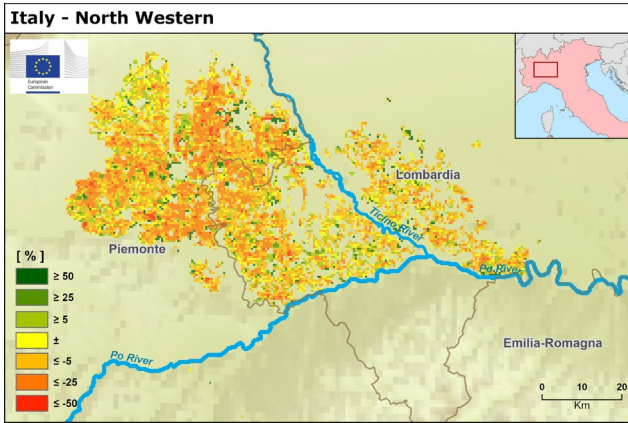 Italy - North Western
European
Commission
Lombardia
Ticino River
Piemonte
Po River
Emilia-Romagna
Po River
[ % ]
≥ 50
≥ 25
≥ 5
±
≤ -5
≤ -25
≤ -50
0 10 20
Km